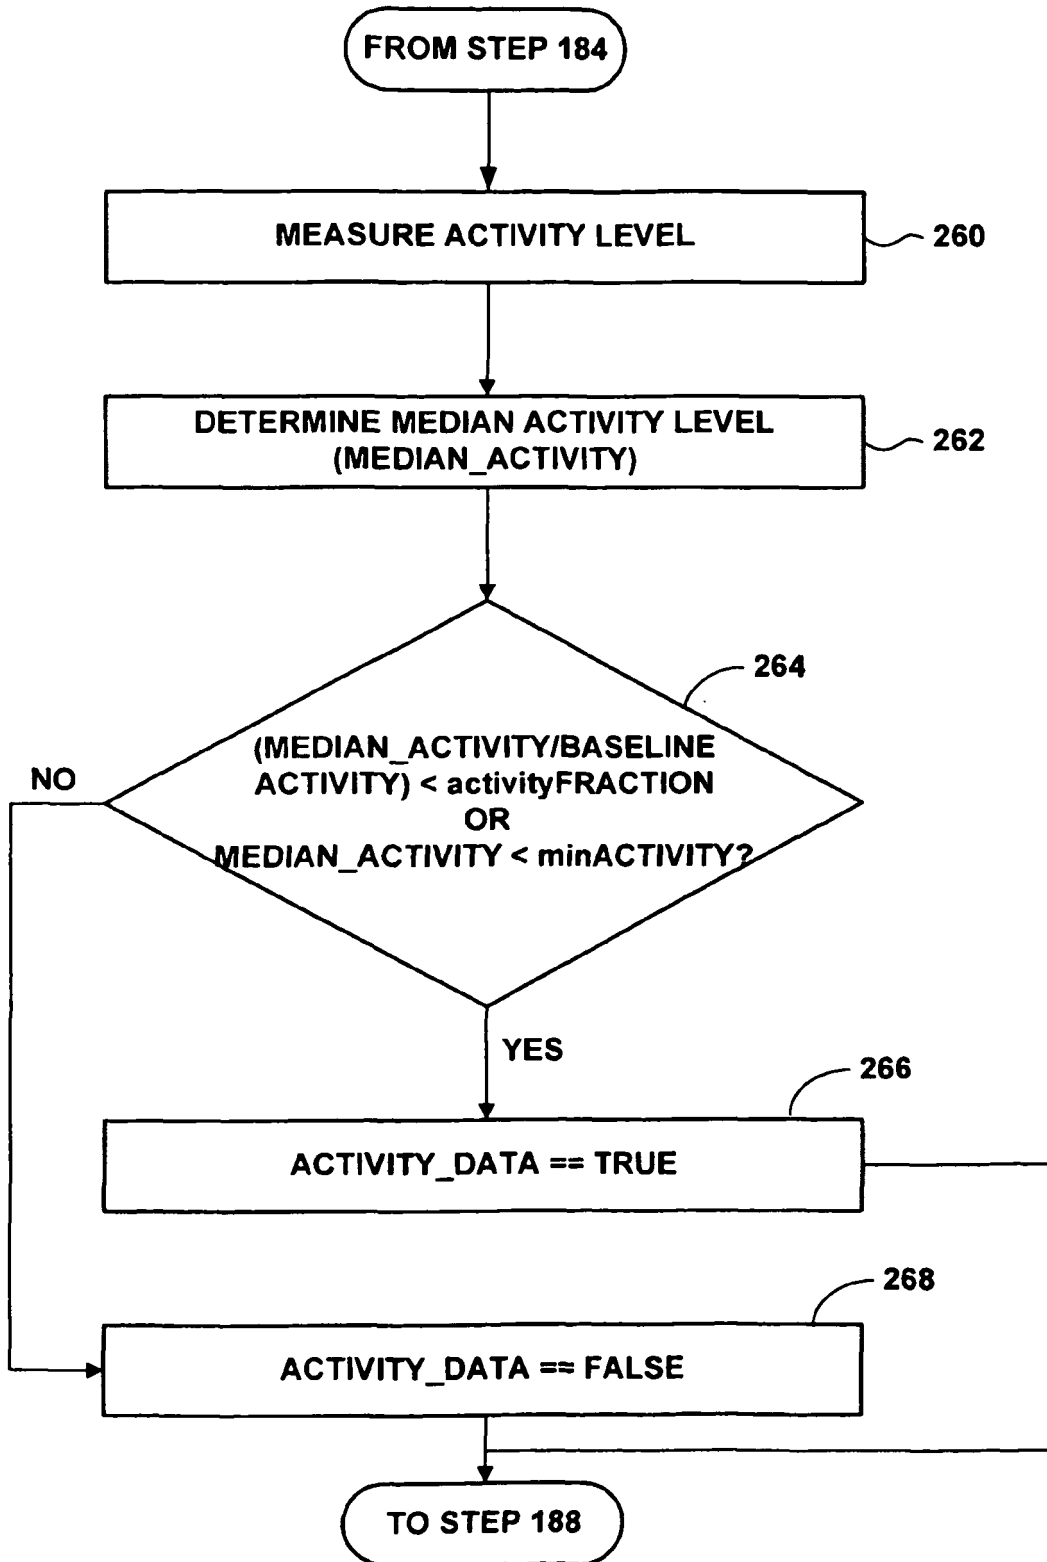 FROM STEP 184
MEASURE ACTIVITY LEVEL
260
DETERMINE MEDIAN ACTIVITY LEVEL
(MEDIAN_ACTIVITY)
262
264
(MEDIAN_ACTIVITY/BASELINE
ACTIVITY) < activityFRACTION
OR
MEDIAN_ACTIVITY < minACTIVITY?
NO
YES
266
ACTIVITY_DATA == TRUE
268
ACTIVITY_DATA == FALSE
TO STEP 188